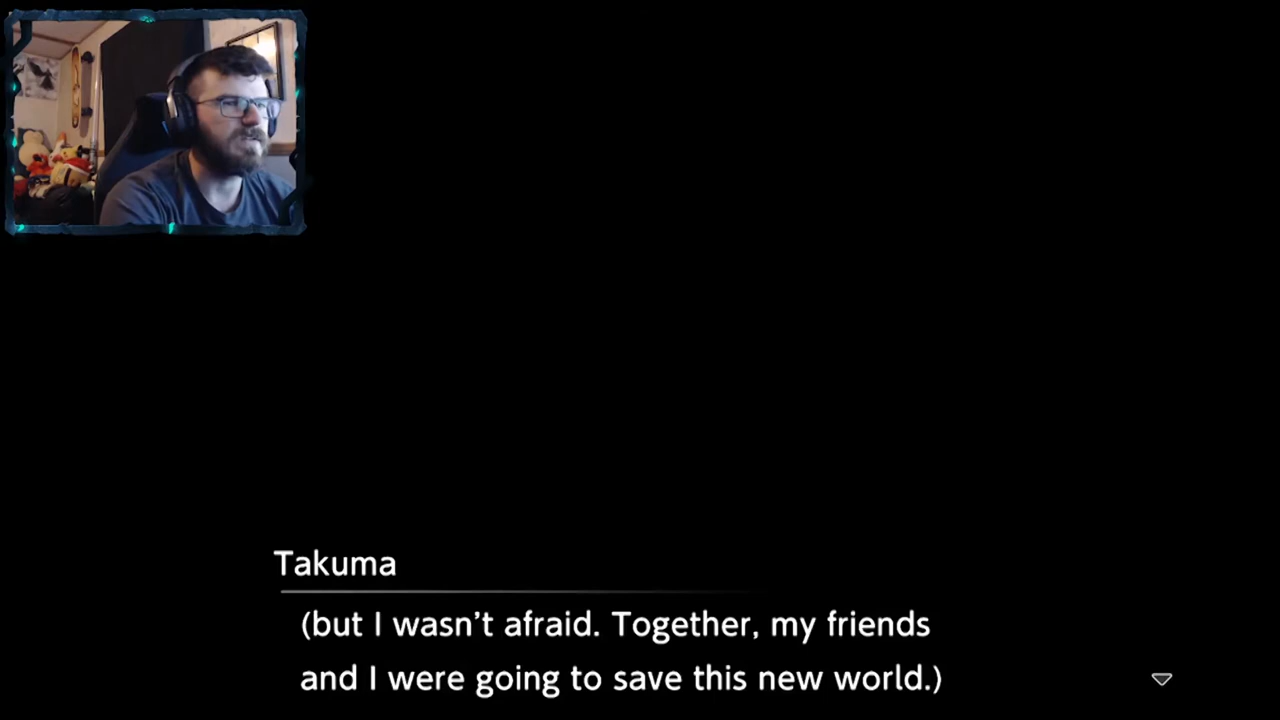 Takuma
(but I wasn't afraid. Together, my friends
and I were going to save this new world.)